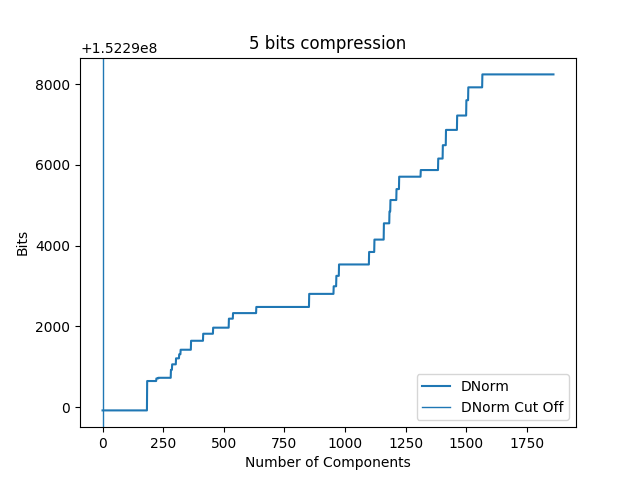 5 bits compression
+1.5229e8
8000
6000
4000
2000
0
Bits
0 250 500 750 1000 1250 1500 1750
Number of Components
DNorm
DNorm Cut Off